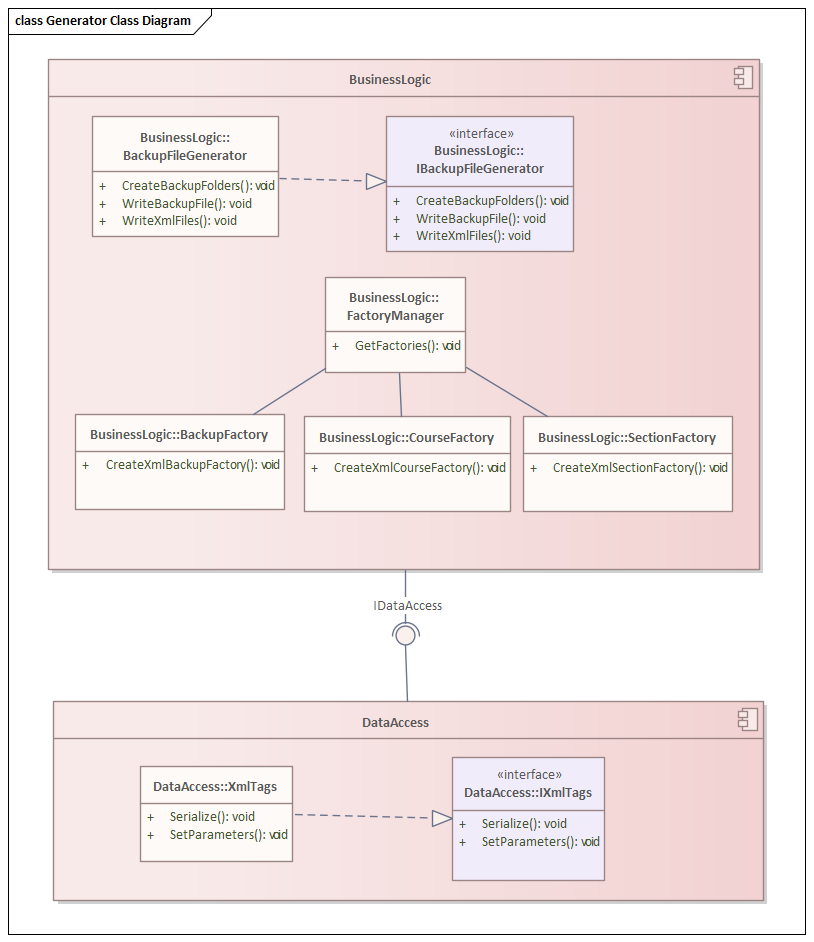 class Generator Class Diagram
BusinessLogic
BusinessLogic::
BackupFileGenerator
+ CreateBackupFolders(): void
+ WriteBackupFile(): void
+ WriteXmlFiles(): void
«interface»
BusinessLogic::
IBackupFileGenerator
+ CreateBackupFolders(): void
+ WriteBackupFile(): void
+ WriteXmlFiles(): void
BusinessLogic::
FactoryManager
+ GetFactories(): void
BusinessLogic::BackupFactory
+ CreateXmlBackupFactory(): void
BusinessLogic::CourseFactory
+ CreateXmlCourseFactory(): void
BusinessLogic::SectionFactory
+ CreateXmlSectionFactory(): void
IDataAccess
DataAccess
DataAccess::XmlTags
+ Serialize(): void
+ SetParameters(): void
«interface»
DataAccess::IXmlTags
+ Serialize(): void
+ SetParameters(): void